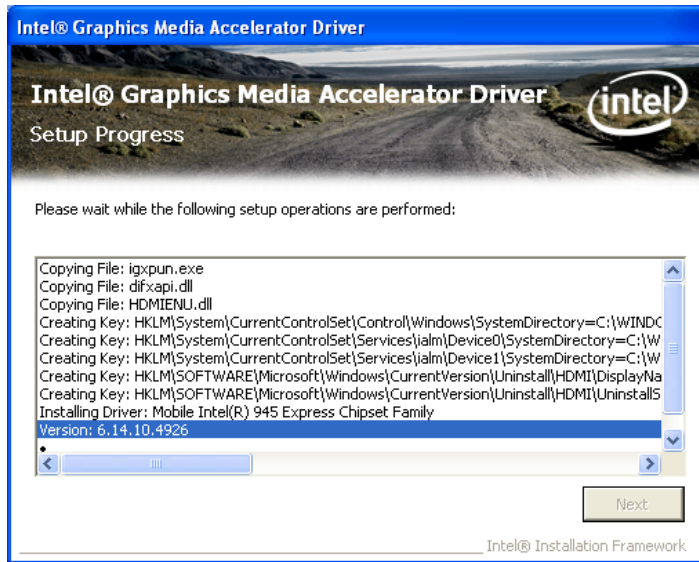 Intel® Graphics Media Accelerator Driver
Intel® Graphics Media Accelerator Driver
intel
Setup Progress
Please wait while the following setup operations are performed:
Copying File: igxpun.exe
Copying File: difxapi.dll
Copying File: HDMIENU.dll
Creating Key: HKLM\System\CurrentControlSet\Control\Windows\SystemDirectory=C:\WINDO
Creating Key: HKLM\System\CurrentControlSet\Services\ialm\Device0\SystemDirectory=C:\W
Creating Key: HKLM\System\CurrentControlSet\Services\ialm\Device1\SystemDirectory=C:\W
Creating Key: HKLM\SOFTWARE\Microsoft\Windows\CurrentVersion\Uninstall\HDMI\DisplayNa
Creating Key: HKLM\SOFTWARE\Microsoft\Windows\CurrentVersion\Uninstall\HDMI\UninstallS
Installing Driver: Mobile Intel(R) 945 Express Chipset Family
Version: 6.14.10.4926
Next
Intel® Installation Framework